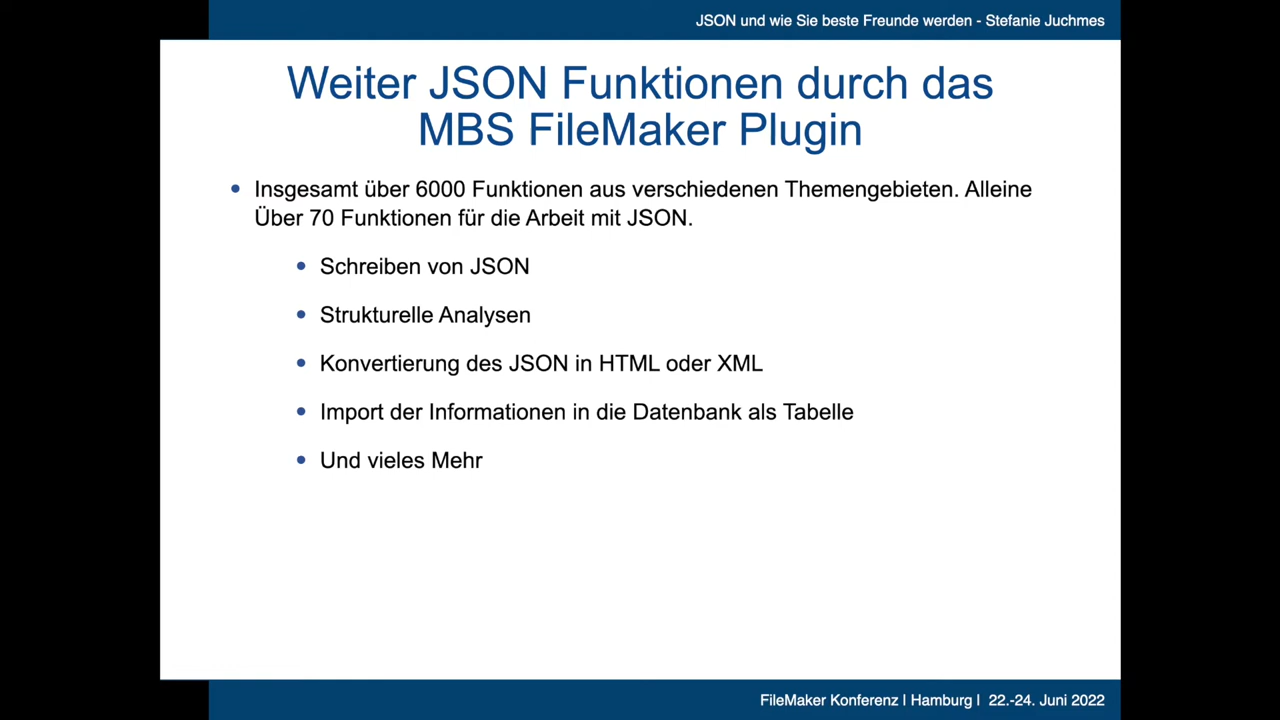 JSON und wie Sie beste Freunde werden - Stefanie Juchmes
Weiter JSON Funktionen durch das
MBS FileMaker Plugin
• Insgesamt über 6000 Funktionen aus verschiedenen Themengebieten. Alleine
Über 70 Funktionen für die Arbeit mit JSON.
• Schreiben von JSON
• Strukturelle Analysen
• Konvertierung des JSON in HTML oder XML
• Import der Informationen in die Datenbank als Tabelle
• Und vieles Mehr
FileMaker Konferenz | Hamburg | 22.-24. Juni 2022